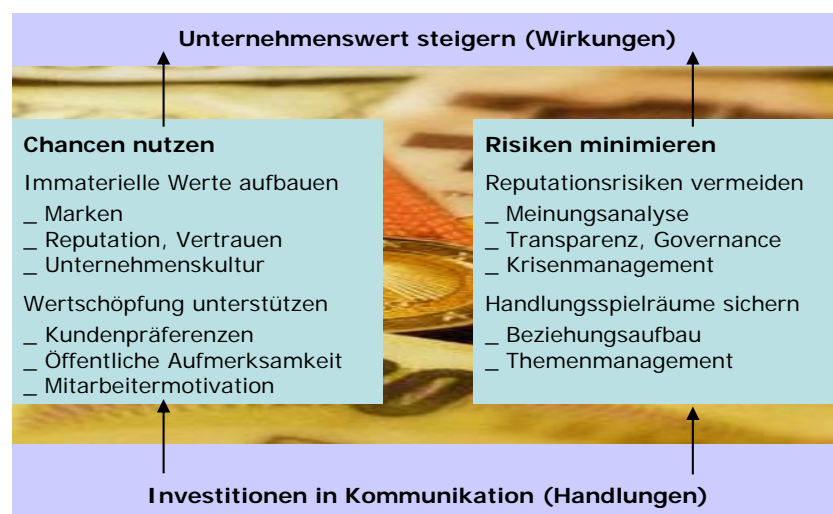 Unternehmenswert steigern (Wirkungen)
Chancen nutzen
Immaterielle Werte aufbauen
_ Marken
_ Reputation, Vertrauen
_ Unternehmenskultur
Wertschöpfung unterstützen
_ Kundenpräferenzen
_ Öffentliche Aufmerksamkeit
_ Mitarbeitermotivation
Risiken minimieren
Reputationsrisiken vermeiden
_ Meinungsanalyse
_ Transparenz, Governance
_ Krisenmanagement
Handlungsspielräume sichern
_ Beziehungsaufbau
_ Themenmanagement
Investitionen in Kommunikation (Handlungen)